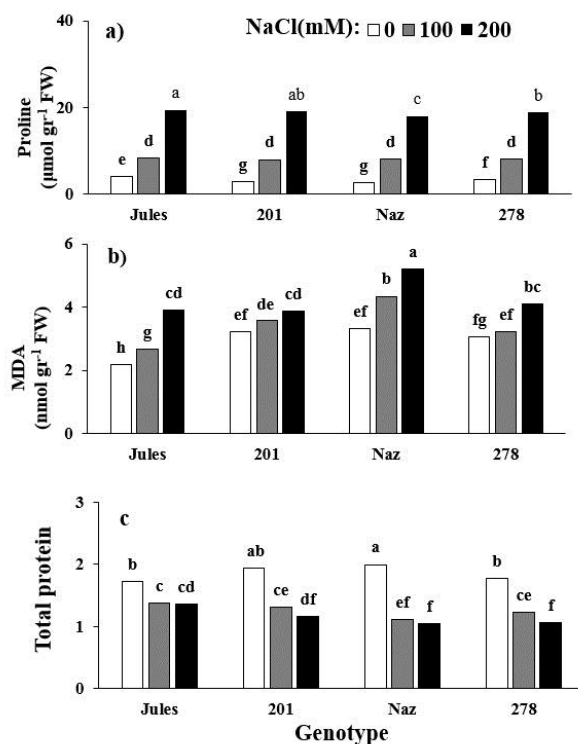 a)
NaCl(mM): 0 100 200
40
20
0
Proline
(µmol gr-1 FW)
e d a g d ab g d c f d b
Jules 201 Naz 278
b)
6
4
2
0
MDA
(nmol gr-1 FW)
h g cd ef de cd ef b a fg ef bc
Jules 201 Naz 278
c
3
2
1
0
Total protein
b c cd ab ce df a ef f b ce f
Jules 201 Naz 278
Genotype